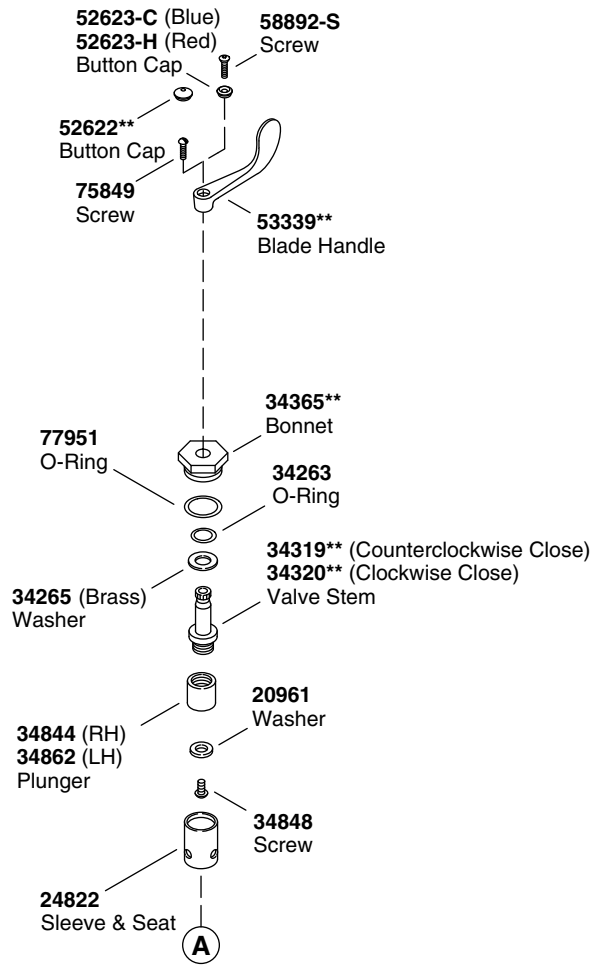 52623-C (Blue)
52623-H (Red)
Button Cap
58892-S
Screw
52622**
Button Cap
75849
Screw
53339**
Blade Handle
34365**
Bonnet
77951
O-Ring
34263
O-Ring
34319** (Counterclockwise Close)
34320** (Clockwise Close)
Valve Stem
34265 (Brass)
Washer
20961
Washer
34844 (RH)
34862 (LH)
Plunger
34848
Screw
24822
Sleeve & Seat
A